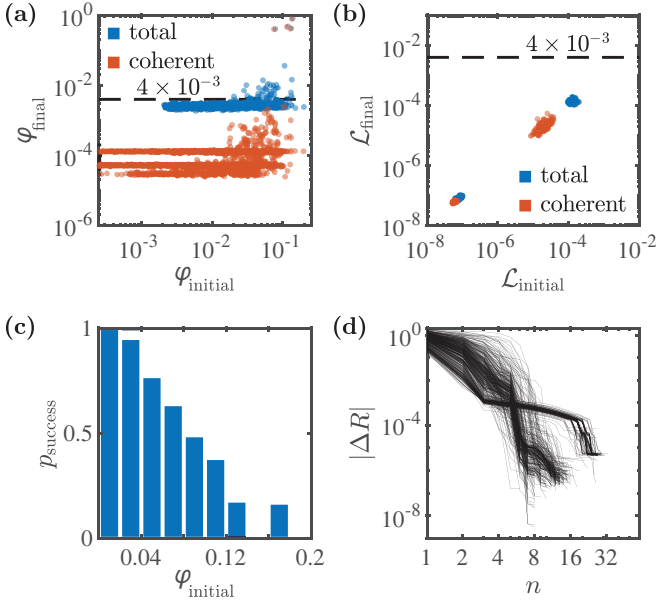 (a)
10^0
10^-2
10^-4
10^-6
φ_final
total
coherent
4 × 10^-3
10^-3
10^-2
10^-1
φ_initial
(b)
10^-2
10^-4
10^-6
10^-8
ℒ_final
4 × 10^-3
total
coherent
10^-8
10^-6
10^-4
10^-2
ℒ_initial
(c)
1
0.5
0
p_success
0.04
0.12
0.2
φ_initial
(d)
10^0
10^-4
10^-8
|ΔR|
1
2
4
8
16
32
n